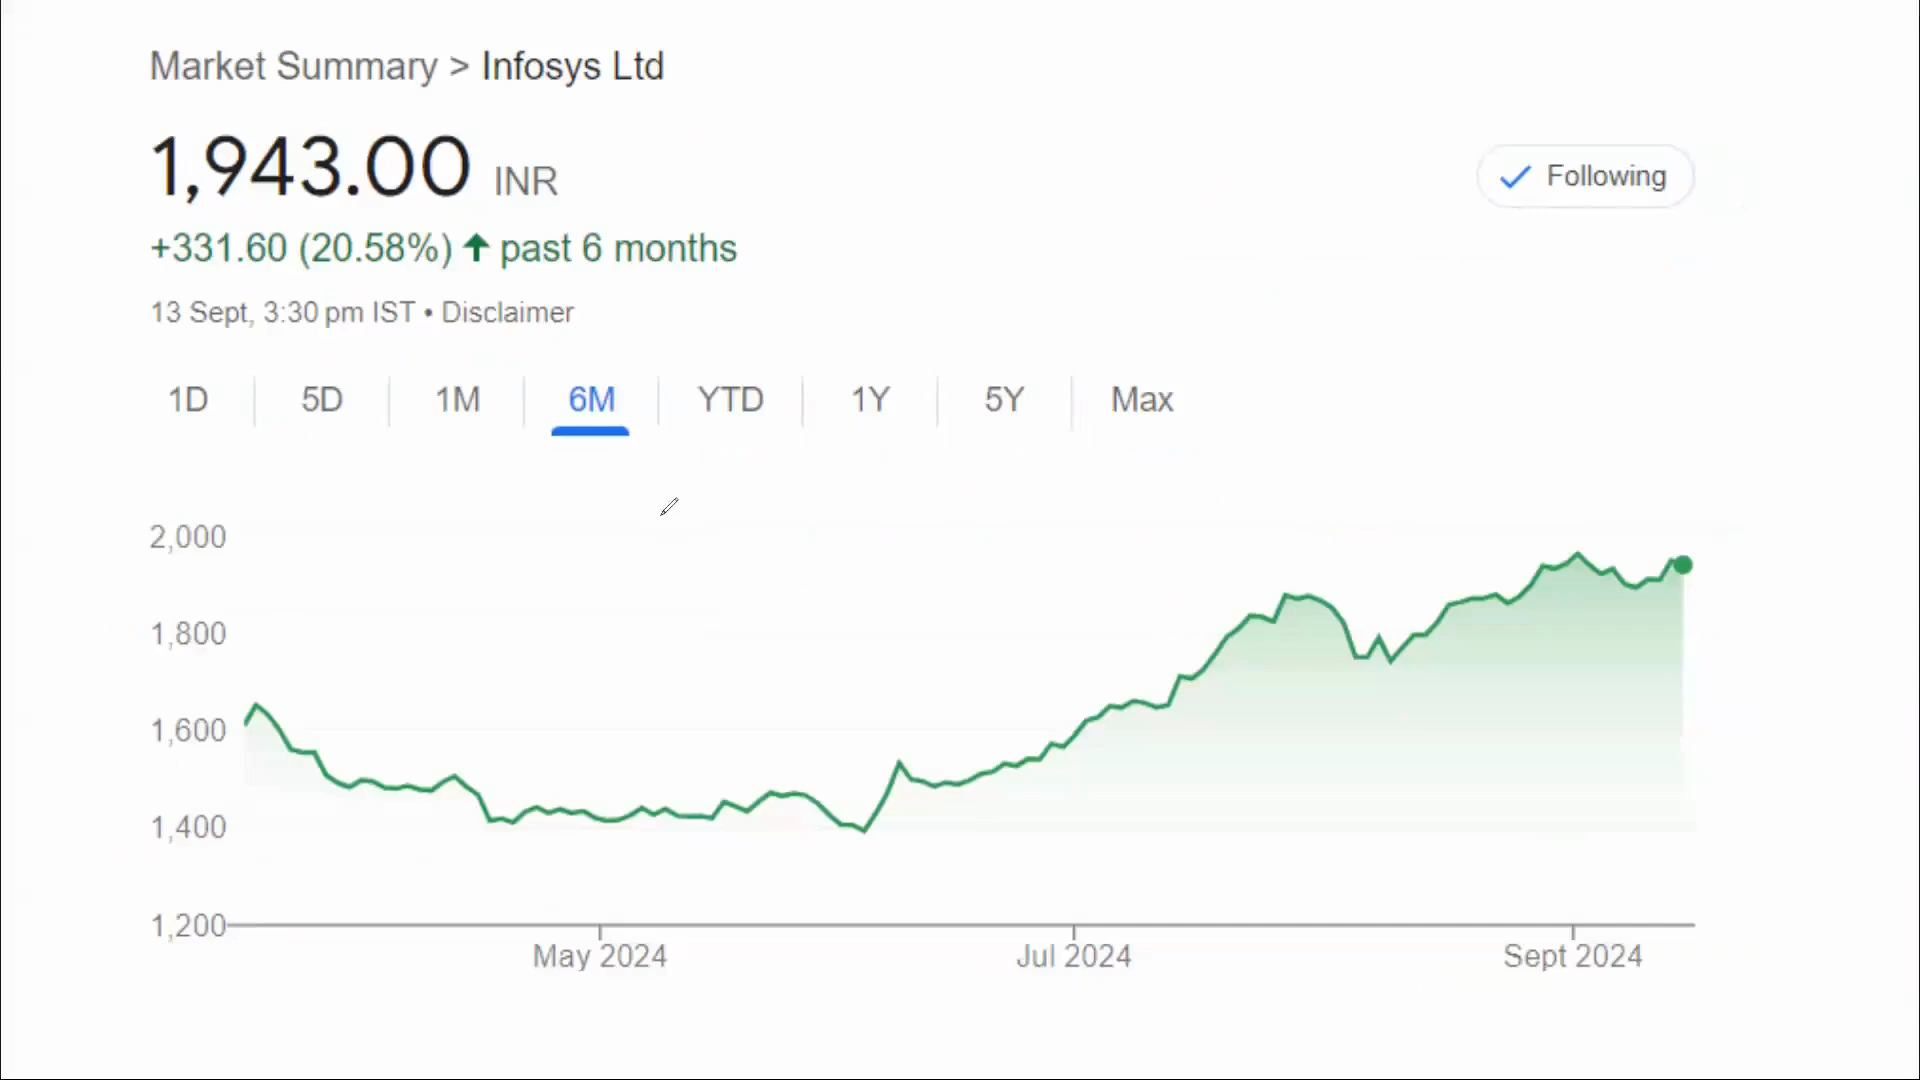 Market Summary > Infosys Ltd
1,943.00 INR
Following
+331.60 (20.58%) ↑ past 6 months
13 Sept, 3:30 pm IST • Disclaimer
1D 5D 1M 6M YTD 1Y 5Y Max
2,000
1,800
1,600
1,400
1,200
May 2024 Jul 2024 Sept 2024